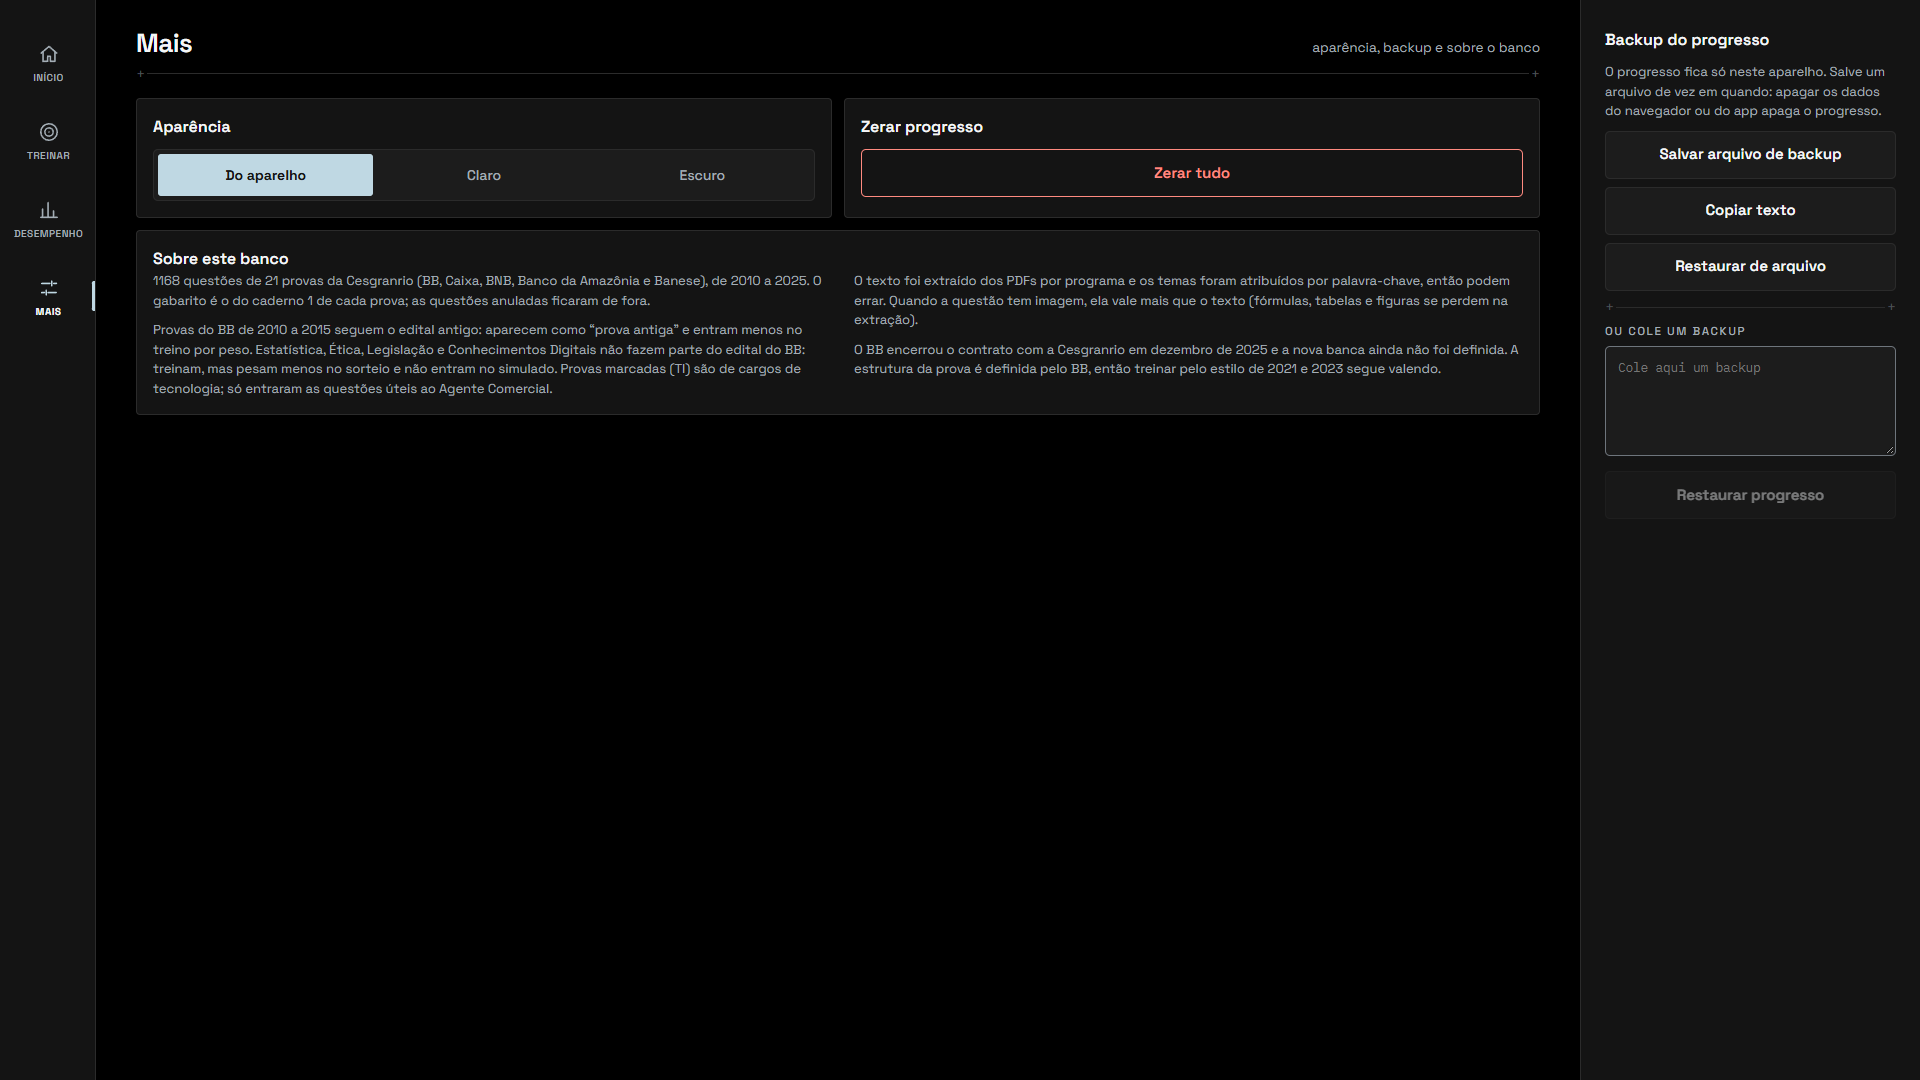 INÍCIO
TREINAR
DESEMPENHO
MAIS
Mais
aparência, backup e sobre o banco
Aparência
Do aparelho
Claro
Escuro
Zerar progresso
Zerar tudo
Sobre este banco
1168 questões de 21 provas da Cesgranrio (BB, Caixa, BNB, Banco da Amazônia e Banese), de 2010 a 2025. O
gabarito é o do caderno 1 de cada prova; as questões anuladas ficaram de fora.
Provas do BB de 2010 a 2015 seguem o edital antigo: aparecem como “prova antiga” e entram menos no
treino por peso. Estatística, Ética, Legislação e Conhecimentos Digitais não fazem parte do edital do BB:
treinam, mas pesam menos no sorteio e não entram no simulado. Provas marcadas (TI) são de cargos de
tecnologia; só entraram as questões úteis ao Agente Comercial.
O texto foi extraído dos PDFs por programa e os temas foram atribuídos por palavra-chave, então podem
errar. Quando a questão tem imagem, ela vale mais que o texto (fórmulas, tabelas e figuras se perdem na
extração).
O BB encerrou o contrato com a Cesgranrio em dezembro de 2025 e a nova banca ainda não foi definida. A
estrutura da prova é definida pelo BB, então treinar pelo estilo de 2021 e 2023 segue valendo.
Backup do progresso
O progresso fica só neste aparelho. Salve um
arquivo de vez em quando: apagar os dados
do navegador ou do app apaga o progresso.
Salvar arquivo de backup
Copiar texto
Restaurar de arquivo
OU COLE UM BACKUP
Cole aqui um backup
Restaurar progresso